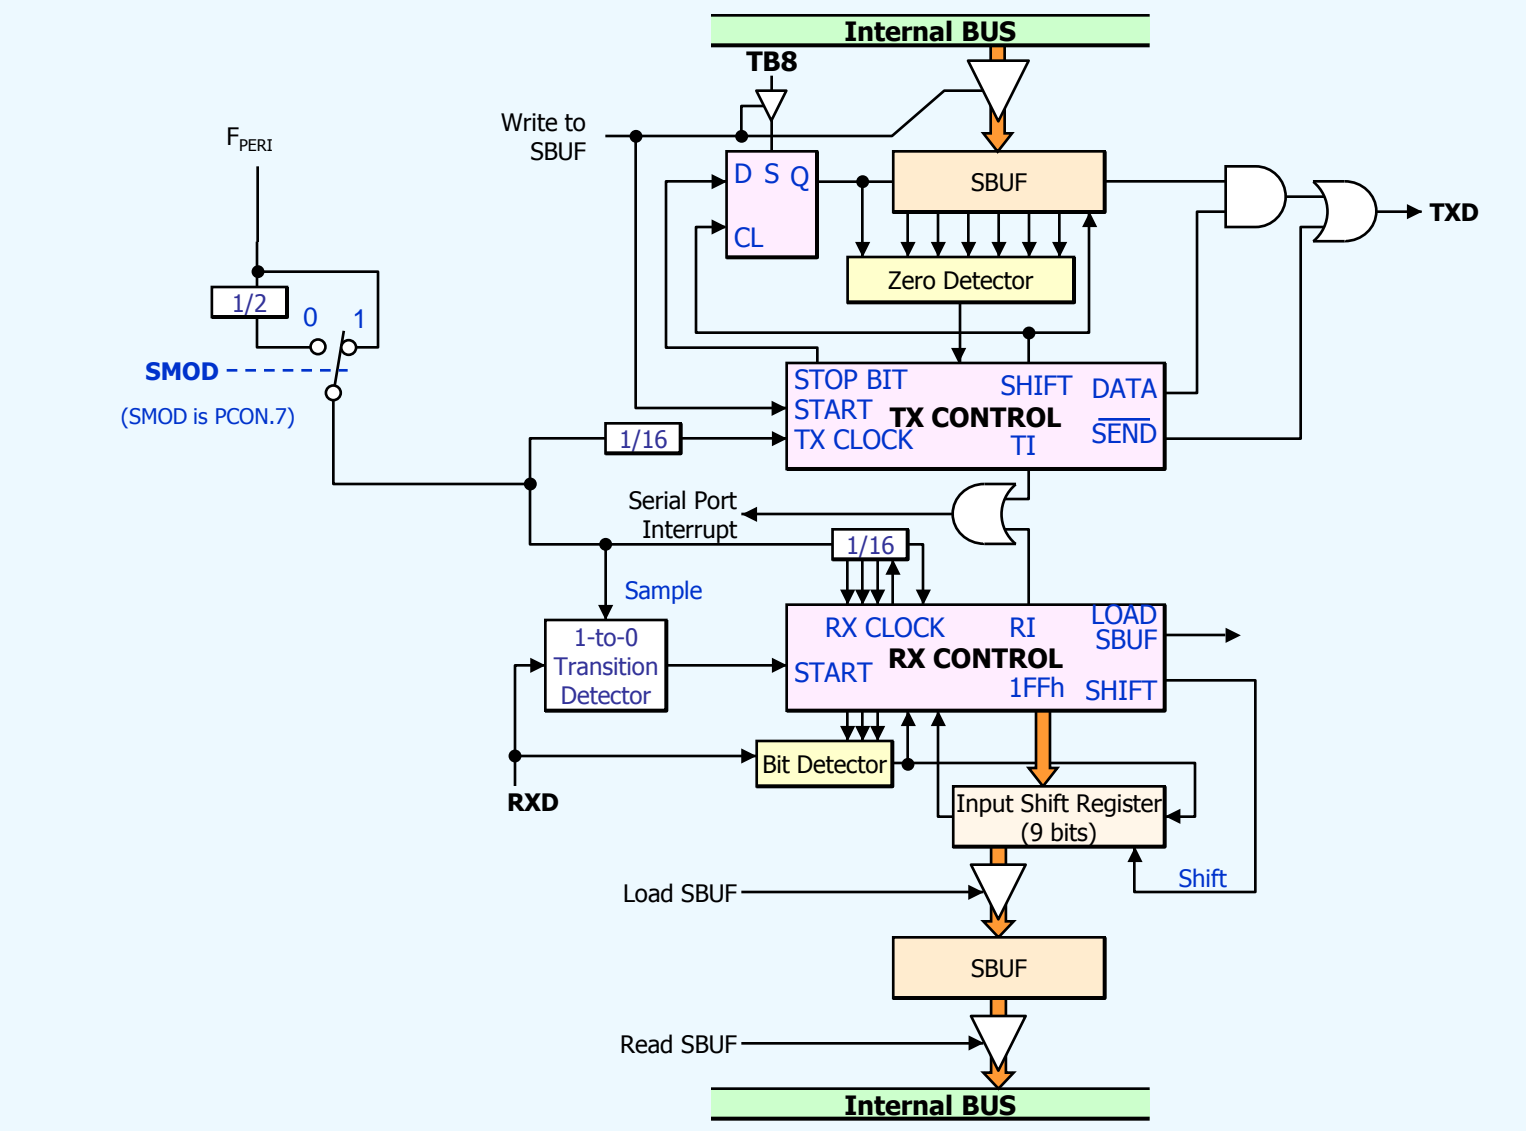 Internal BUS
TB8
Write to
SBUF
F_PERI
D S Q
CL
SBUF
TXD
Zero Detector
1/2
0
1
SMOD
(SMOD is PCON.7)
STOP BIT
SHIFT
DATA
START
TX CONTROL
TX CLOCK
TI
SEND
1/16
Serial Port
Interrupt
1/16
Sample
1-to-0
Transition
Detector
RX CLOCK
RI
LOAD
SBUF
START
RX CONTROL
1FFh
SHIFT
Bit Detector
RXD
Input Shift Register
(9 bits)
Shift
Load SBUF
SBUF
Read SBUF
Internal BUS